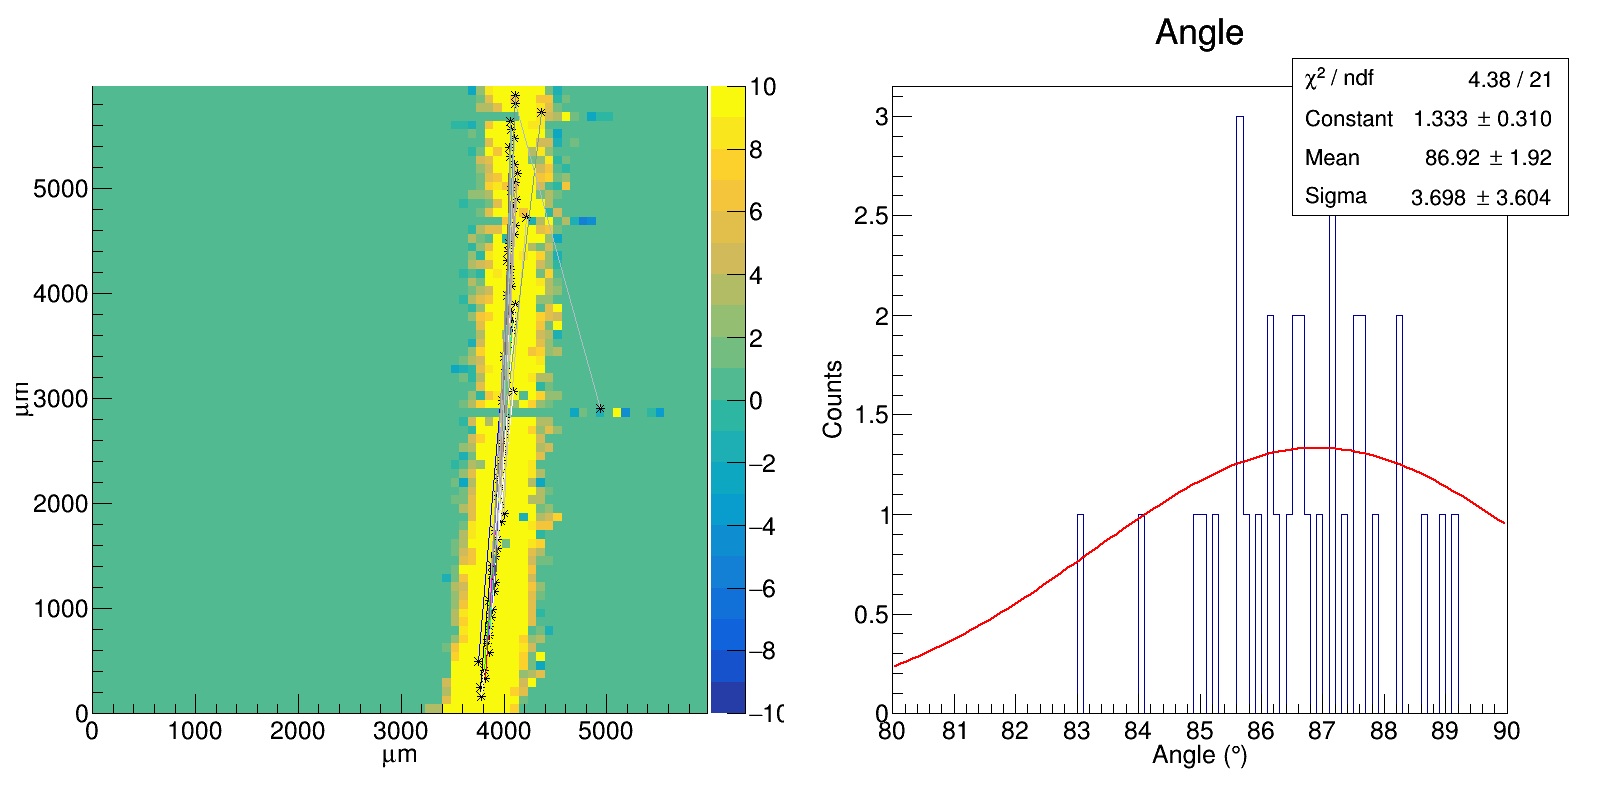 Angle
χ² / ndf 4.38 / 21
Constant 1.333 ± 0.310
Mean 86.92 ± 1.92
Sigma 3.698 ± 3.604
5000
4000
3000
2000
1000
0
μm
0 1000 2000 3000 4000 5000
μm
10
8
6
4
2
0
−2
−4
−6
−8
3
2.5
2
1.5
1
0.5
0
Counts
80 81 82 83 84 85 86 87 88 89 90
Angle (°)